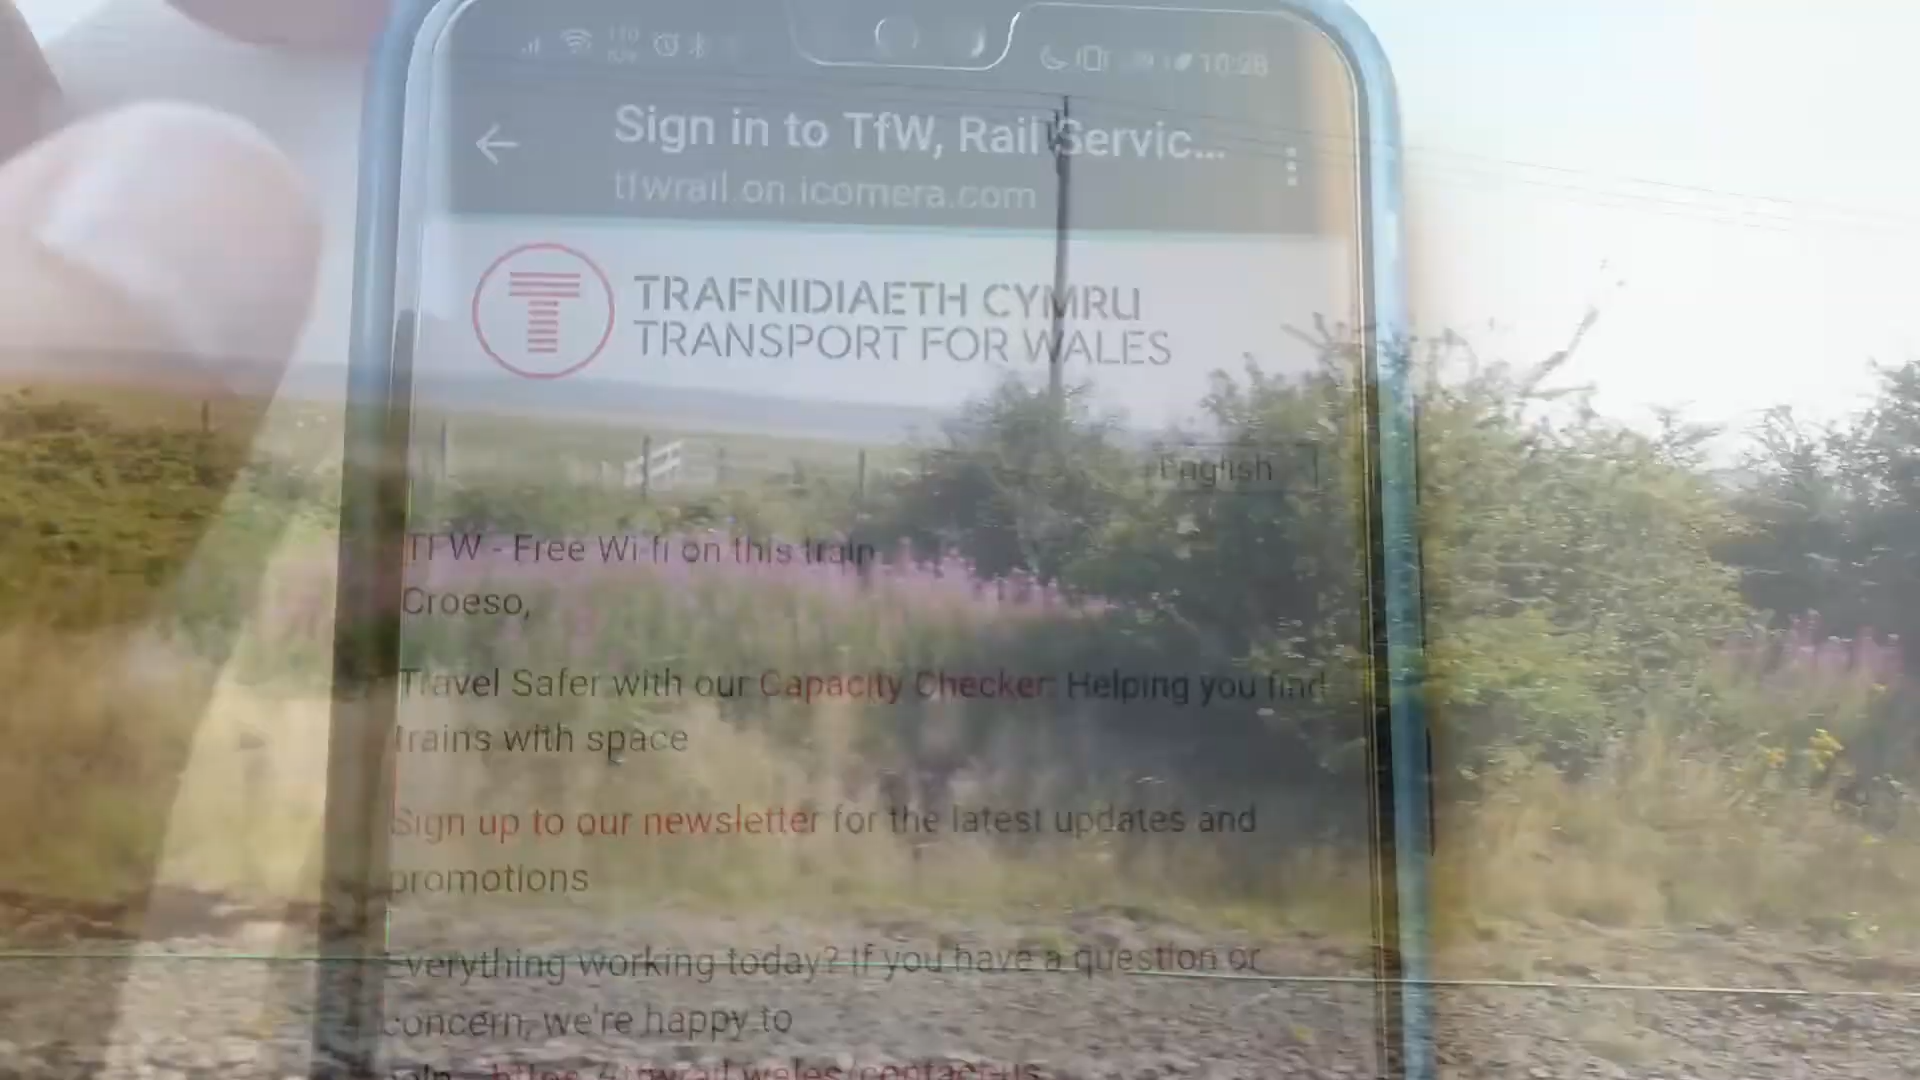 10:28
Sign in to TfW, Rail Servic...
tfwrail.on.icomera.com
TRAFNIDIAETH CYMRU
TRANSPORT FOR WALES
English
TFW - Free Wi-fi on this train
Croeso,
Travel Safer with our Capacity Checker: Helping you find
trains with space
Sign up to our newsletter for the latest updates and
promotions
Everything working today? If you have a question or
concern, we're happy to